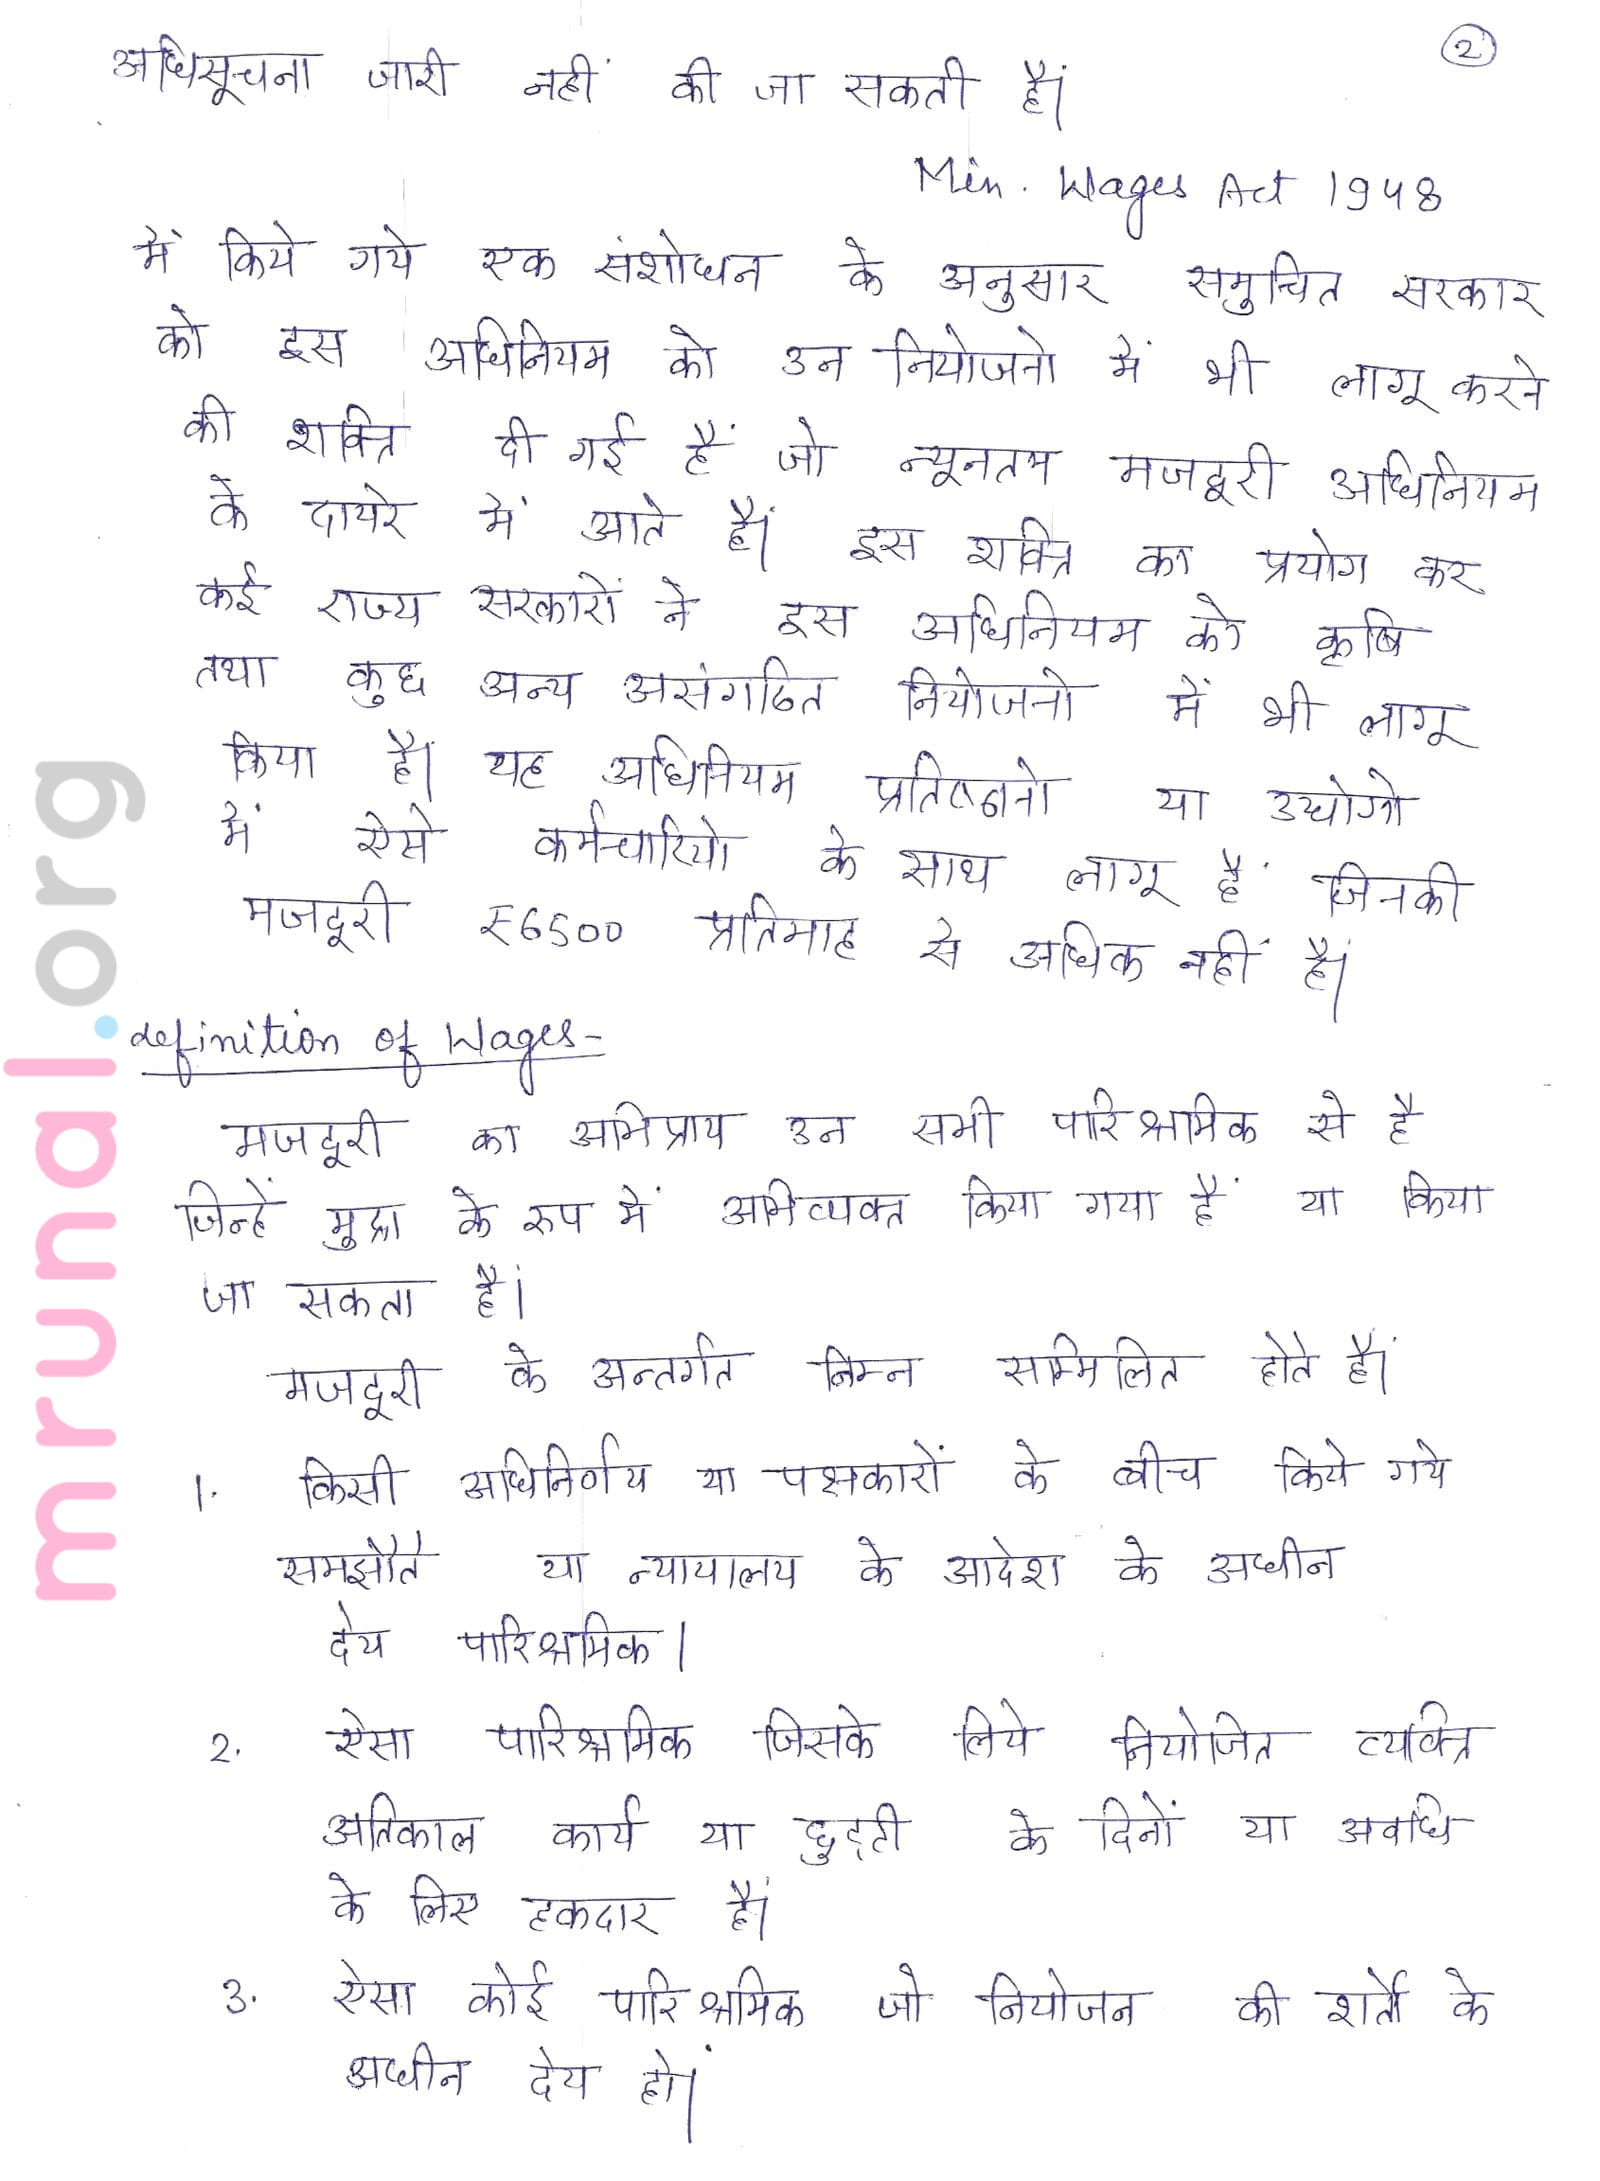 2
अधिसूचना जारी नहीं की जा सकती हैं।
Min. Wages Act 1948
में किये गये एक संशोधन के अनुसार समुचित सरकार
को इस अधिनियम को उन नियोजनो में भी लागू करने
की शक्ति दी गई हैं जो न्यूनतम मजदूरी अधिनियम
के दायरे में आते हैं। इस शक्ति का प्रयोग कर
कई राज्य सरकारों ने इस अधिनियम को कृषि
तथा कुछ अन्य असंगठित नियोजनो में भी लागू
किया हैं। यह अधिनियम प्रतिष्ठानो या उद्योगो
में ऐसे कर्मचारियो के साथ लागू हैं जिनकी
मजदूरी ₹6500 प्रतिमाह से अधिक नहीं हैं।
definition of Wages-
मजदूरी का अभिप्राय उन सभी पारिश्रमिक से है
जिन्हें मुद्रा के रुप में अभिव्यक्त किया गया हैं या किया
जा सकता हैं।
मजदूरी के अन्तर्गत निम्न सम्मिलित होते हैं।
1. किसी अधिनिर्णय या पक्षकारों के बीच किये गये
समझौते या न्यायालय के आदेश के अधीन
देय पारिश्रमिक।
2. ऐसा पारिश्रमिक जिसके लिये नियोजित व्यक्ति
अतिकाल कार्य या छुट्टी के दिनों या अवधि
के लिए हकदार हैं।
3. ऐसा कोई पारिश्रमिक जो नियोजन की शर्तो के
अधीन देय हों।
mrunal.org